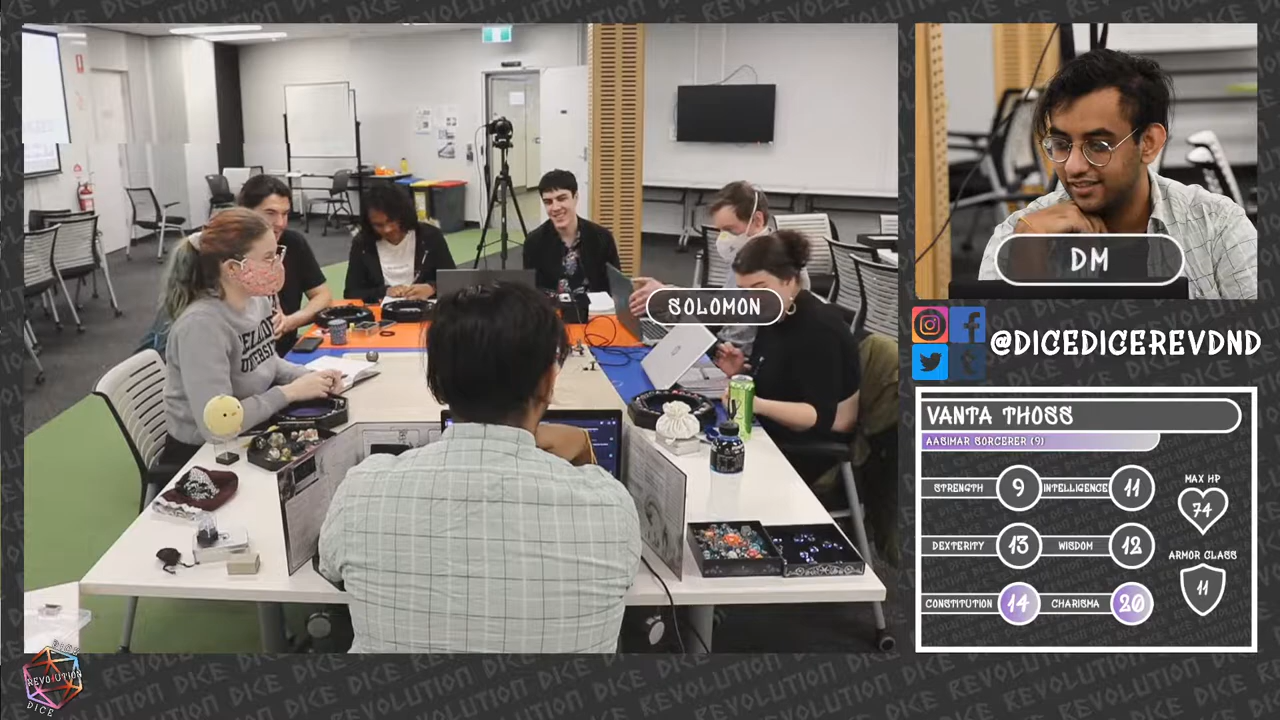 SOLOMON
DM
@DICEDICEREVDND
VANTA THOSS
AASIMAR SORCERER (9)
STRENGTH 9 INTELLIGENCE 11
MAX HP
74
DEXTERITY 13 WISDOM 12
ARMOR CLASS
11
CONSTITUTION 14 CHARISMA 20
DICE
REVOLUTION
DICE